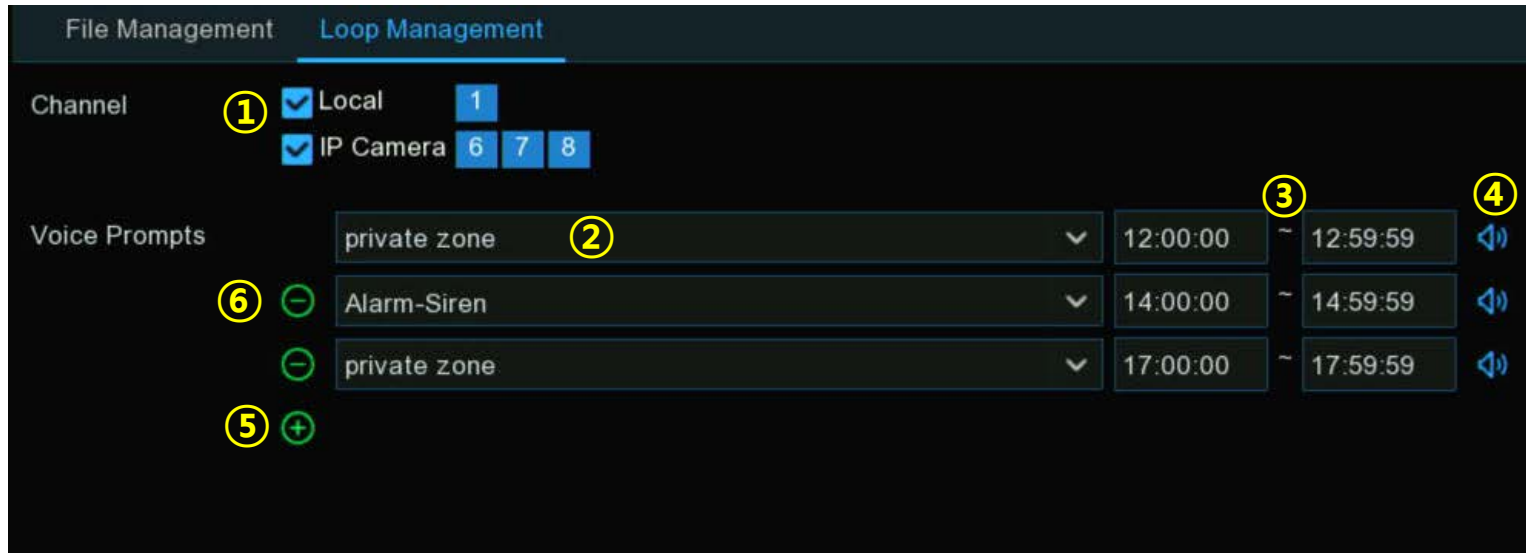 File Management Loop Management
Channel ① Local 1
IP Camera 6 7 8
③ ④
Voice Prompts private zone ② 12:00:00 ~ 12:59:59
⑥ Alarm-Siren 14:00:00 ~ 14:59:59
private zone 17:00:00 ~ 17:59:59
⑤